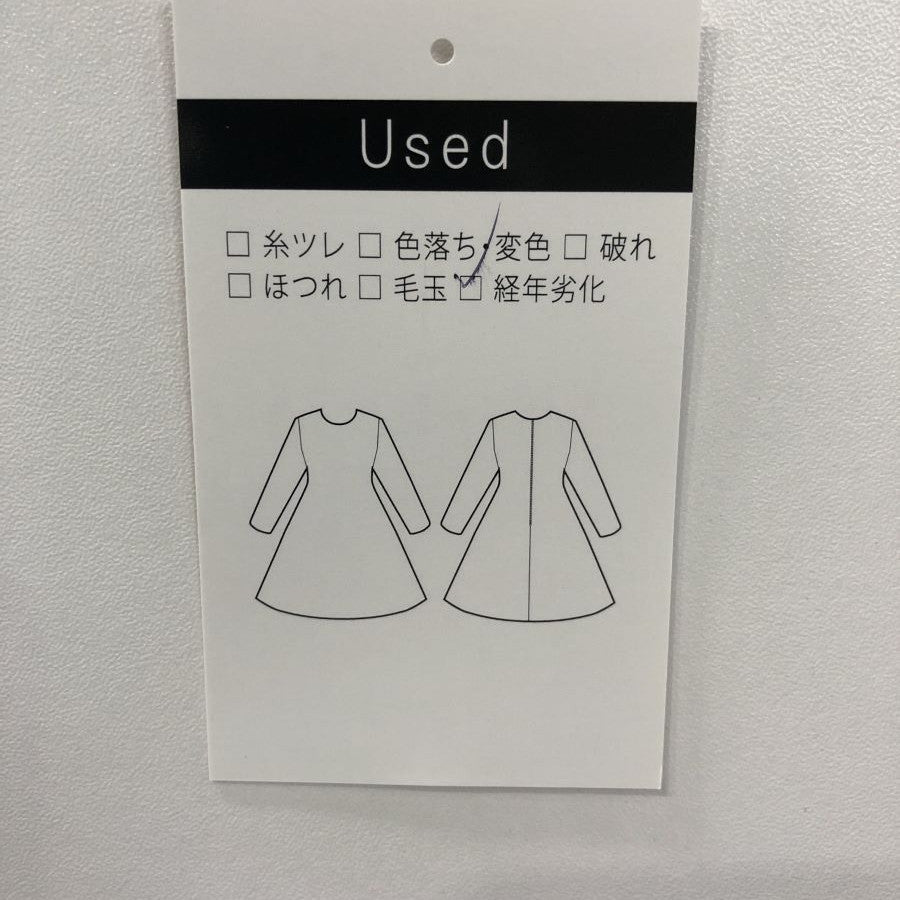 Used
□ 糸ツレ □ 色落ち・変色 □ 破れ
□ ほつれ □ 毛玉 ☑ 経年劣化